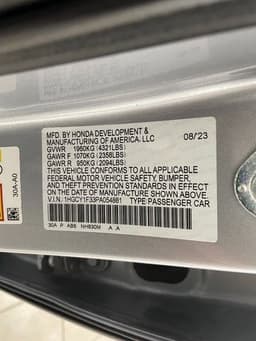 MFD. BY HONDA DEVELOPMENT &
MANUFACTURING OF AMERICA, LLC
08/23
GVWR 1960KG (4321LBS)
GAWR F 1070KG (2358LBS)
GAWR R 950KG (2094LBS)
THIS VEHICLE CONFORMS TO ALL APPLICABLE
FEDERAL MOTOR VEHICLE SAFETY, BUMPER,
AND THEFT PREVENTION STANDARDS IN EFFECT
ON THE DATE OF MANUFACTURE SHOWN ABOVE.
V.I.N.: 1HGCY1F33PA054861 TYPE PASSENGER CAR
30A P ABS NH830M A A
30A-A0